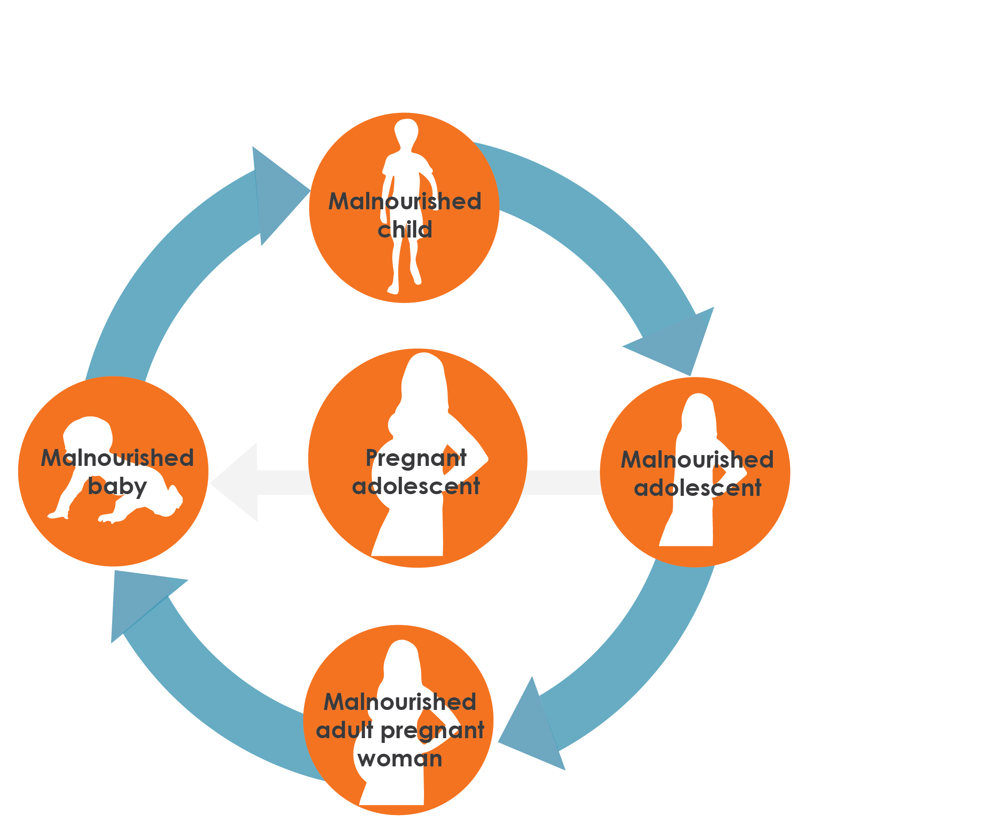 Malnourished
child
Pregnant
adolescent
Malnourished
adolescent
Malnourished
baby
Malnourished
adult pregnant
woman